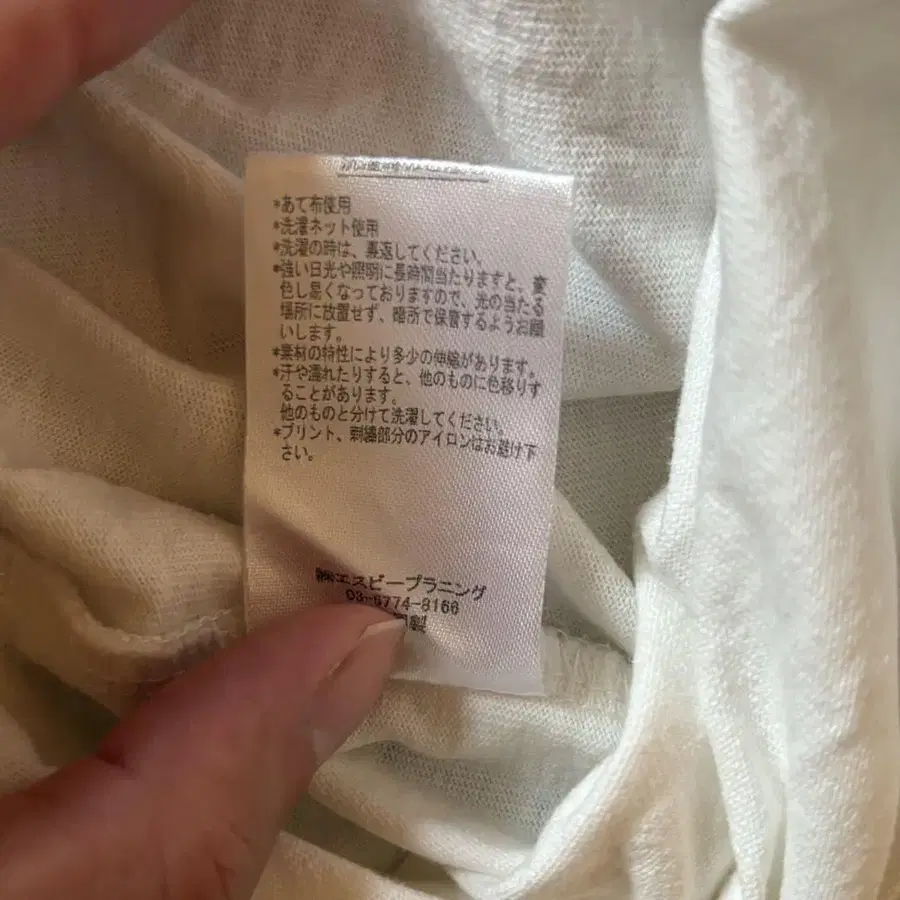 *あて布使用
*洗濯ネット使用
*洗濯の時は、裏返してください。
*強い日光や照明に長時間当たりますと、変
色し易くなっておりますので、光の当たる
場所に放置せず、暗所で保管するようお願
いします。
*素材の特性により多少の伸縮があります。
*汗や濡れたりすると、他のものに色移りす
ることがあります。
他のものと分けて洗濯してください。
*プリント、刺繍部分のアイロンはお避け下
さい。
㈱エスピープラニング
03-6774-8166
国製